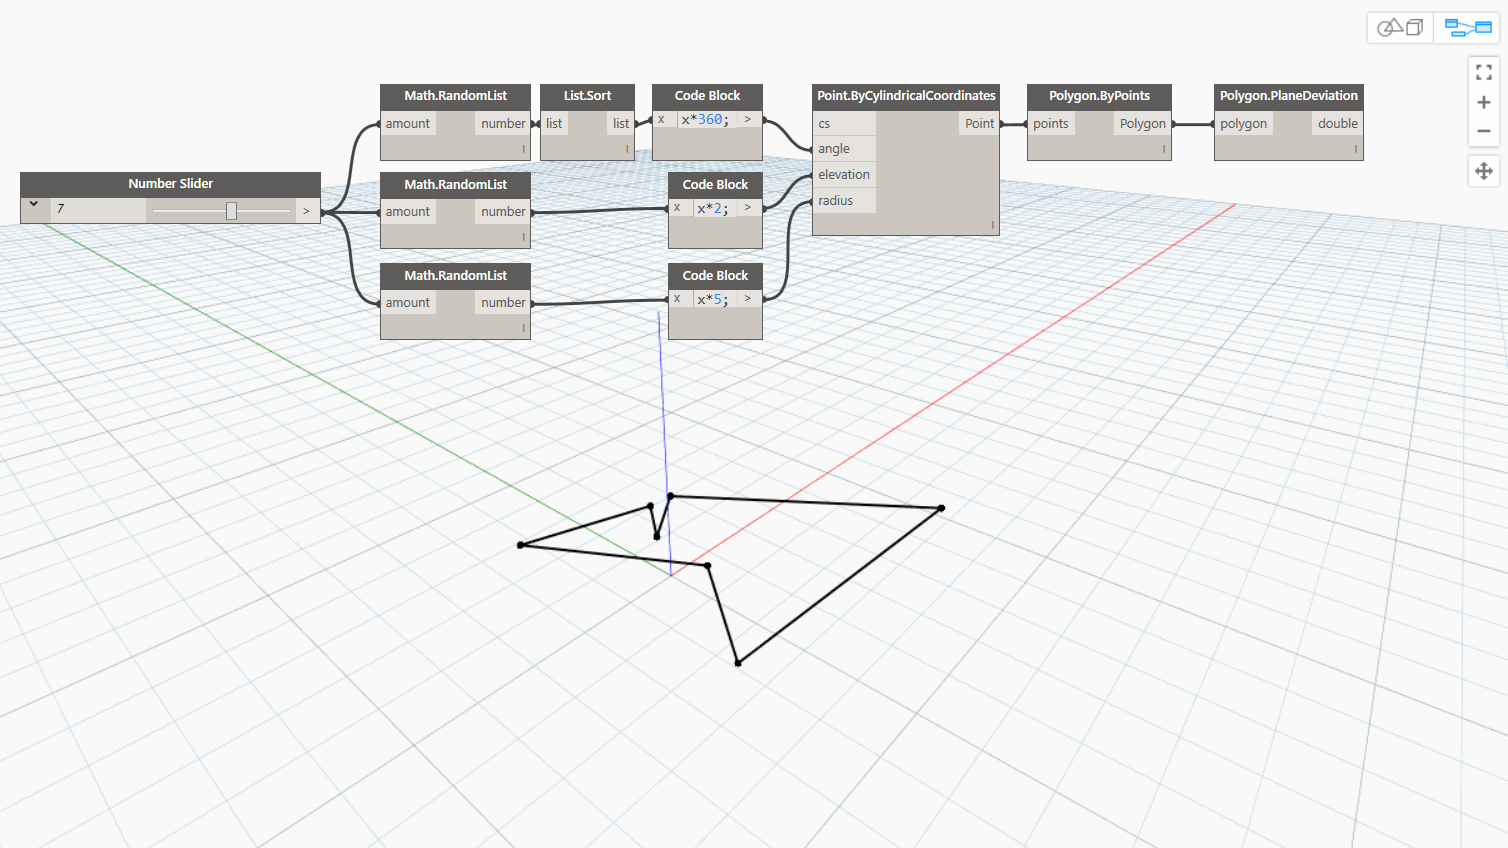 Math.RandomList
amount number
l
List.Sort
list list
l
Code Block
x x*360; >
Point.ByCylindricalCoordinates
cs Point
angle
elevation
radius
l
Polygon.ByPoints
points Polygon
l
Polygon.PlaneDeviation
polygon double
l
Number Slider
7 >
Math.RandomList
amount number
l
Code Block
x x*2; >
Math.RandomList
amount number
l
Code Block
x x*5; >